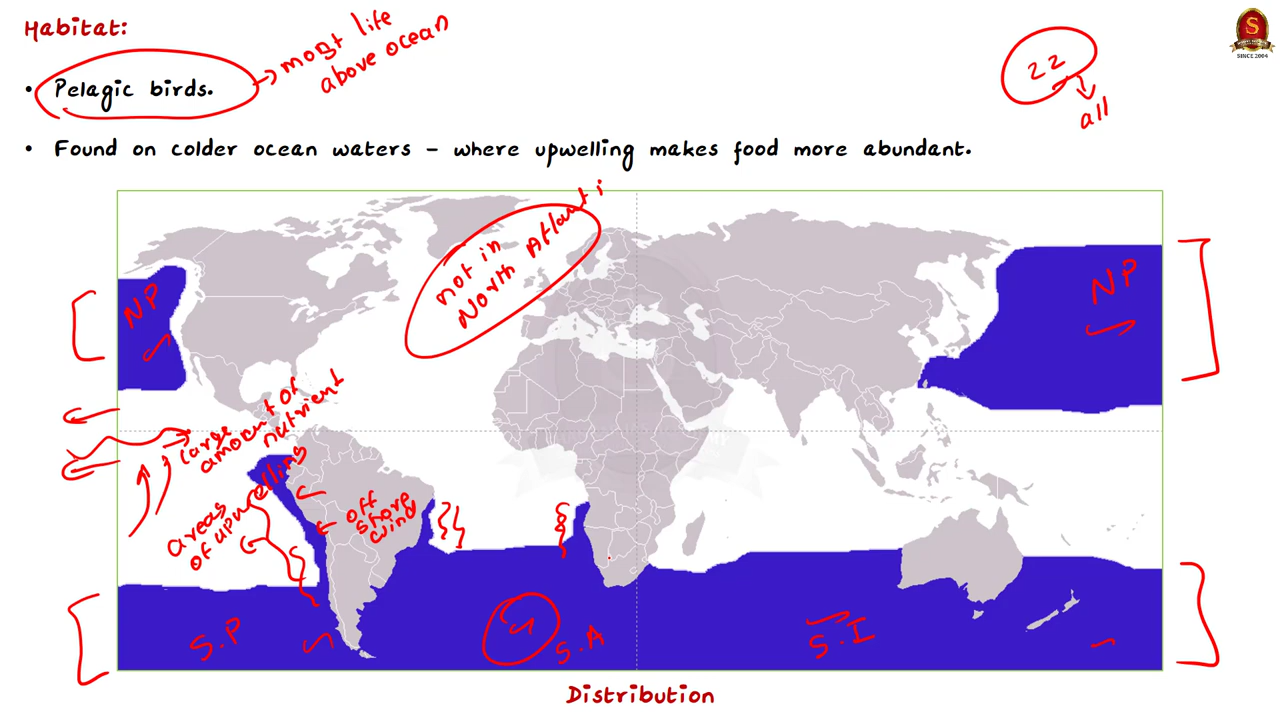 Habitat:
• Pelagic birds.
most life
above ocean
22
all
S
SINCE 2004
• Found on colder ocean waters – where upwelling makes food more abundant.
not in
North Atlanti
NP
NP
large
amount of
nutrient
areas
of upwelling
off
shore
wind
S.P
S.A
S.I
Distribution